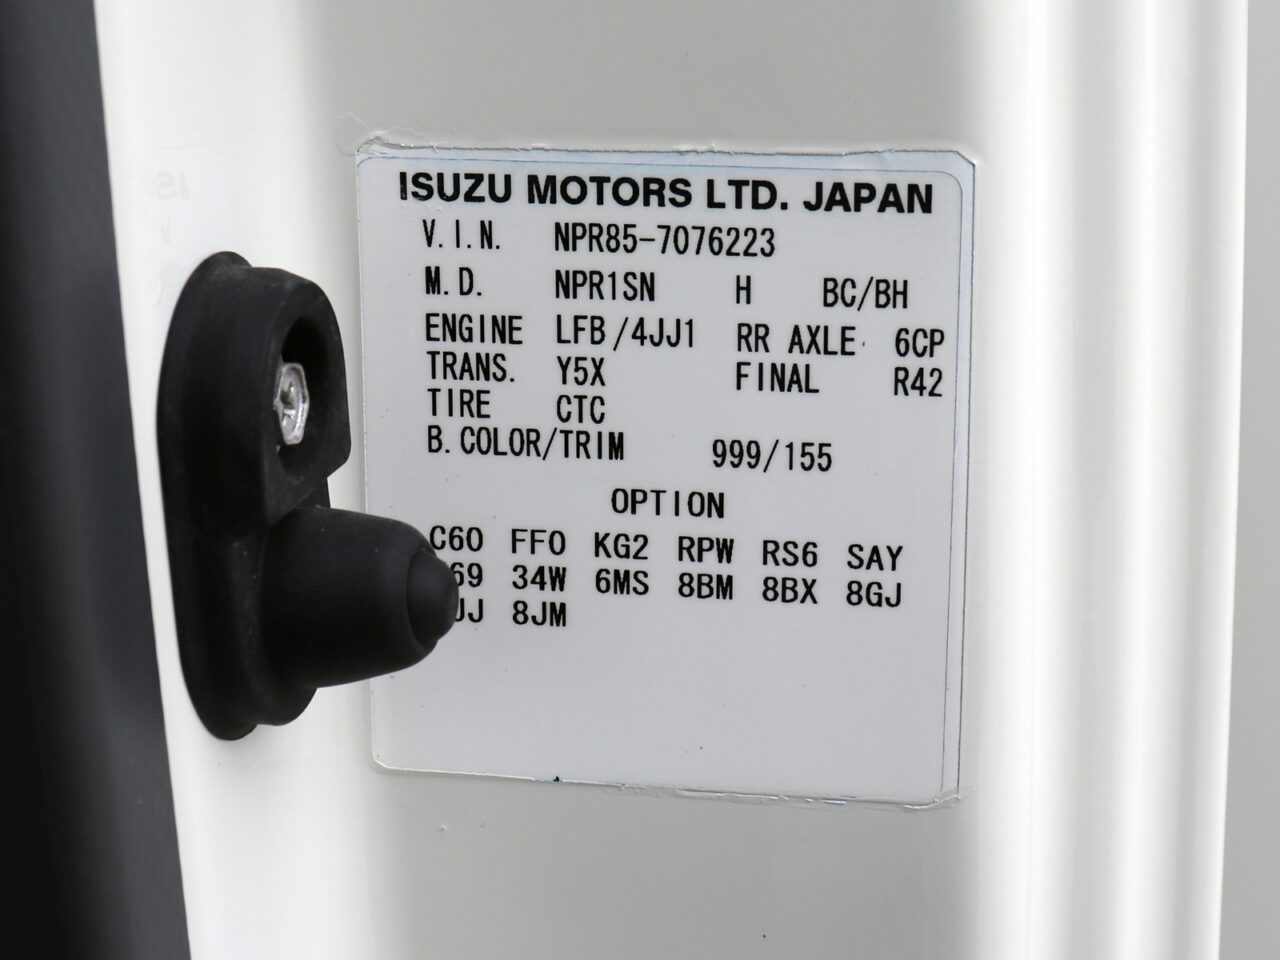 ISUZU MOTORS LTD. JAPAN
V.I.N. NPR85-7076223
M.D. NPR1SN H BC/BH
ENGINE LFB/4JJ1 RR AXLE 6CP
TRANS. Y5X FINAL R42
TIRE CTC
B.COLOR/TRIM 999/155
OPTION
C60 FFO KG2 RPW RS6 SAY
34W 6MS 8BM 8BX 8GJ
8JM